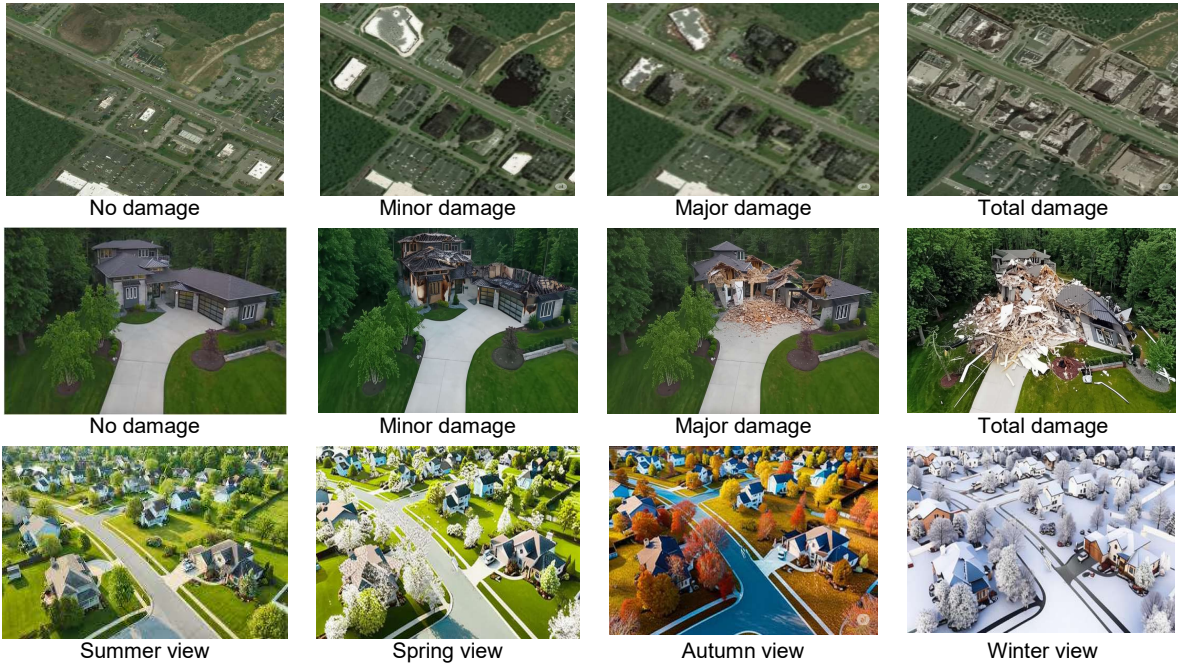 No damage
Minor damage
Major damage
Total damage
No damage
Minor damage
Major damage
Total damage
Summer view
Spring view
Autumn view
Winter view